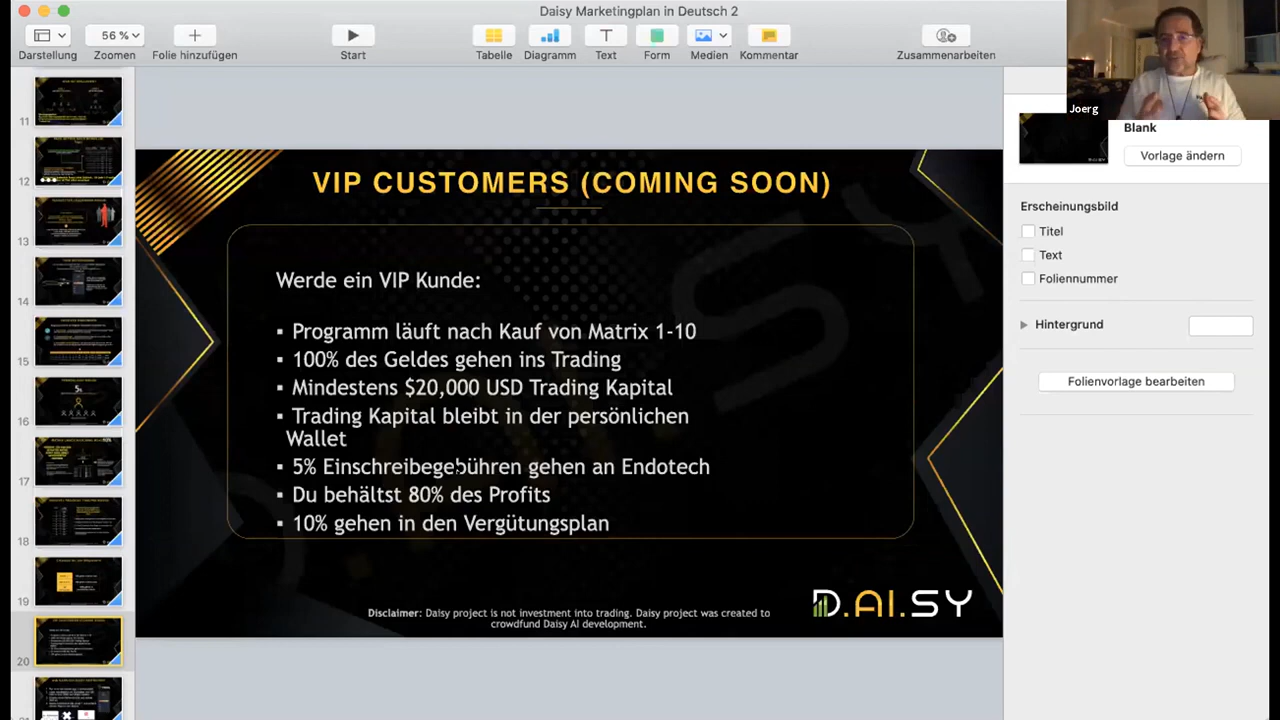 Daisy Marketingplan in Deutsch 2
56 %
Darstellung
Zoomen
Folie hinzufügen
Start
Tabelle
Diagramm
Text
Form
Medien
Kommentar
Zusammenarbeiten
Joerg
11
12
13
14
15
16
17
18
19
20
VIP CUSTOMERS (COMING SOON)
Werde ein VIP Kunde:
▪ Programm läuft nach Kauf von Matrix 1-10
▪ 100% des Geldes gehen ins Trading
▪ Mindestens $20,000 USD Trading Kapital
▪ Trading Kapital bleibt in der persönlichen
Wallet
▪ 5% Einschreibegebühren gehen an Endotech
▪ Du behältst 80% des Profits
▪ 10% gehen in den Vergütungsplan
Disclaimer: Daisy project is not investment into trading. Daisy project was created to
crowdfund Daisy AI development.
D.AI.SY
Blank
Vorlage ändern
Erscheinungsbild
Titel
Text
Foliennummer
Hintergrund
Folienvorlage bearbeiten